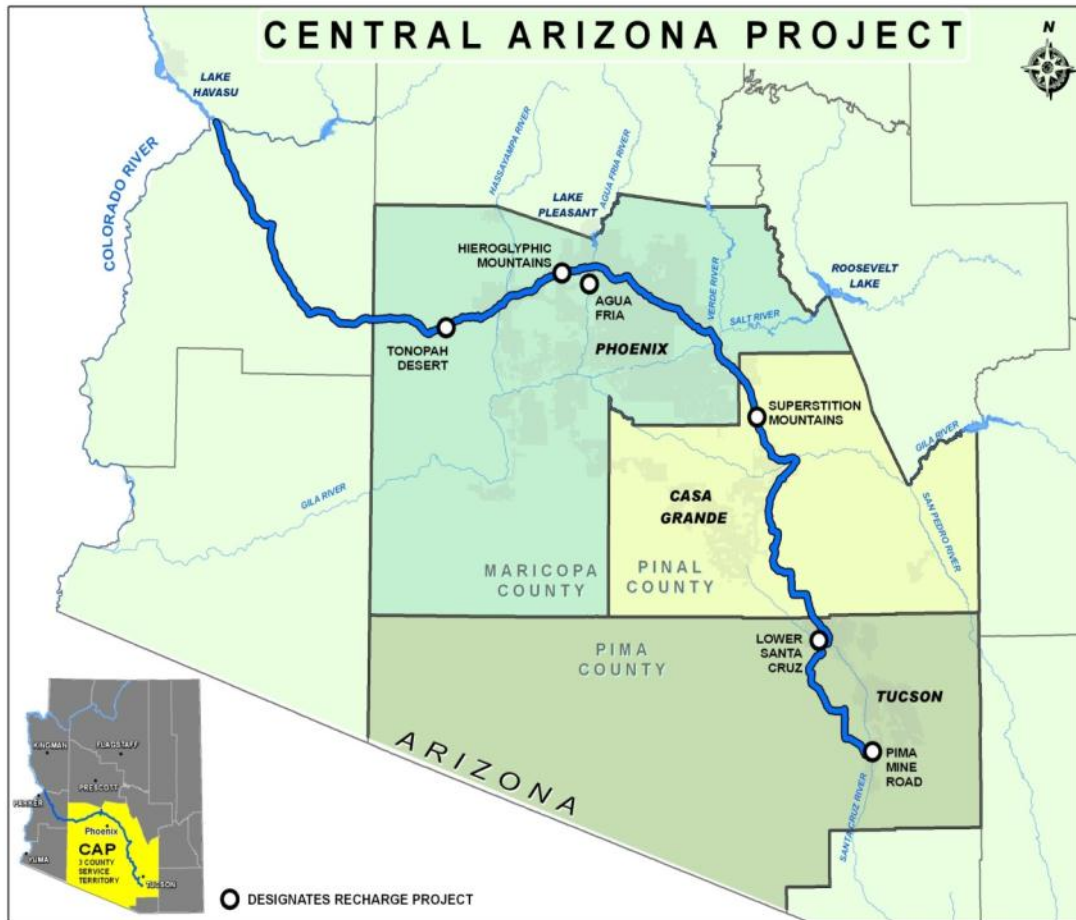 CENTRAL ARIZONA PROJECT
N
LAKE
HAVASU
COLORADO RIVER
HASSAYAMPA RIVER
AGUA FRIA RIVER
LAKE
PLEASANT
HIEROGLYPHIC
MOUNTAINS
AGUA
FRIA
VERDE RIVER
SALT RIVER
ROOSEVELT
LAKE
TONOPAH
DESERT
PHOENIX
SUPERSTITION
MOUNTAINS
GILA RIVER
GILA RIVER
SAN PEDRO RIVER
CASA
GRANDE
MARICOPA
COUNTY
PINAL
COUNTY
PIMA
COUNTY
LOWER
SANTA
CRUZ
TUCSON
PIMA
MINE
ROAD
SANTA CRUZ RIVER
ARIZONA
KINGMAN
FLAGSTAFF
PRESCOTT
PARKER
Phoenix
CAP
3 COUNTY
SERVICE
TERRITORY
YUMA
TUCSON
DESIGNATES RECHARGE PROJECT